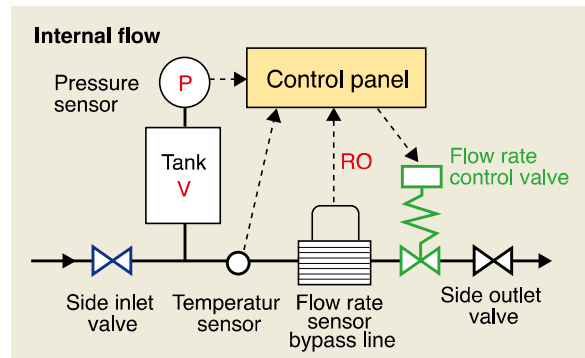 Internal flow
Pressure
sensor
P
Control panel
Tank
V
RO
Flow rate
control valve
Side inlet
valve
Temperatur
sensor
Flow rate
sensor
bypass line
Side outlet
valve